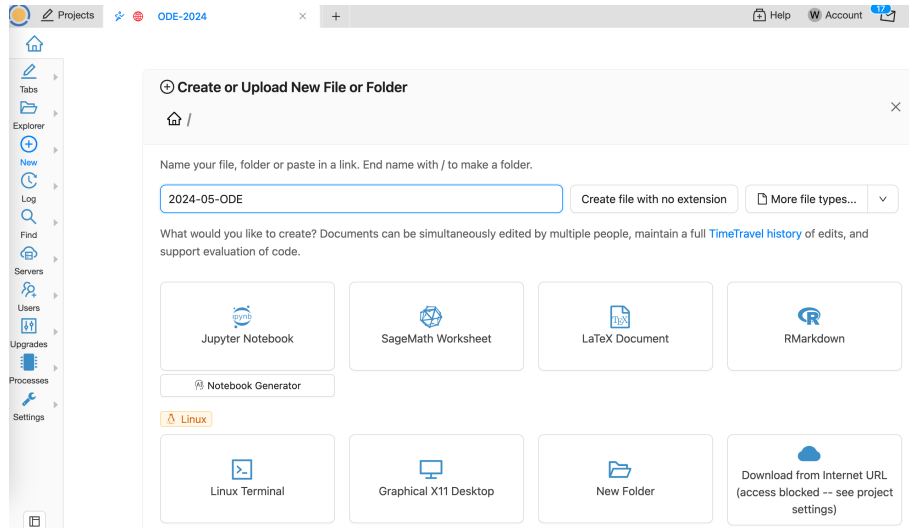 Projects
ODE-2024
Help
W Account
17
Tabs
Explorer
New
Log
Find
Servers
Users
Upgrades
Processes
Settings
Create or Upload New File or Folder
/
Name your file, folder or paste in a link. End name with / to make a folder.
2024-05-ODE
Create file with no extension
More file types...
What would you like to create? Documents can be simultaneously edited by multiple people, maintain a full TimeTravel history of edits, and
support evaluation of code.
ipynb
Jupyter Notebook
SageMath Worksheet
TEX
LaTeX Document
R
RMarkdown
AI Notebook Generator
Linux
Linux Terminal
Graphical X11 Desktop
New Folder
Download from Internet URL
(access blocked -- see project
settings)